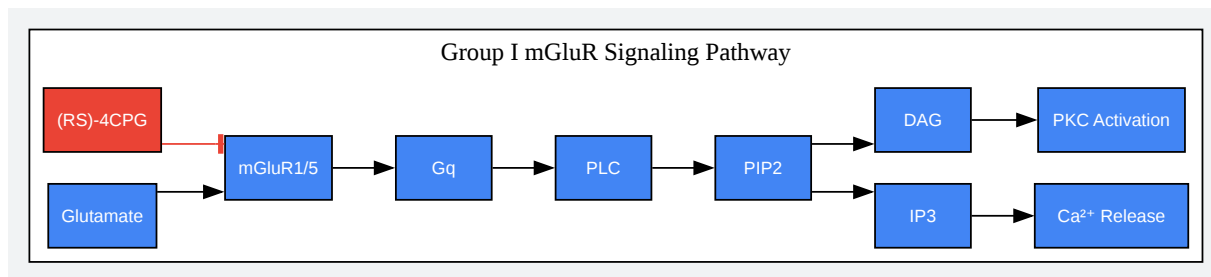 Group I mGluR Signaling Pathway
(RS)-4CPG
Glutamate
mGluR1/5
Gq
PLC
PIP2
DAG
PKC Activation
IP3
Ca²⁺ Release